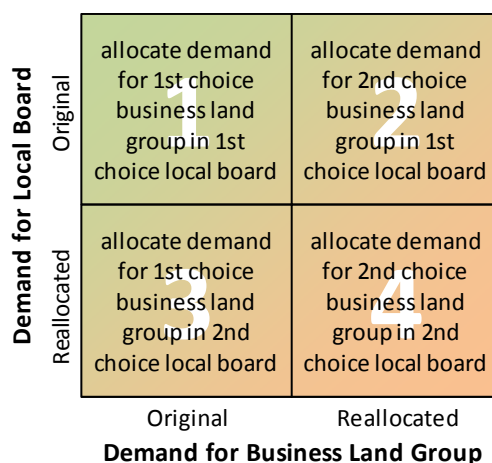 Demand for Local Board
Original
allocate demand
for 1st choice
business land
group in 1st
choice local board
1
allocate demand
for 2nd choice
business land
group in 1st
choice local board
2
Reallocated
allocate demand
for 1st choice
business land
group in 2nd
choice local board
3
allocate demand
for 2nd choice
business land
group in 2nd
choice local board
4
Original
Reallocated
Demand for Business Land Group